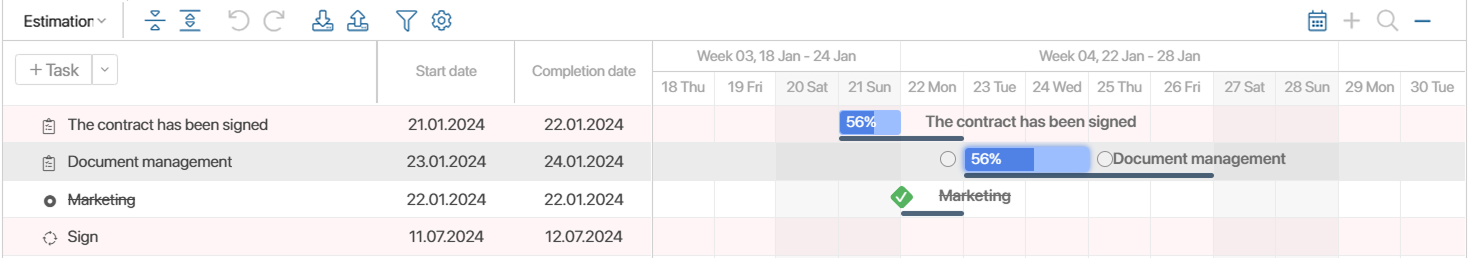 Estimation
Week 03, 18 Jan - 24 Jan Week 04, 22 Jan - 28 Jan
+ Task Start date Completion date
18 Thu 19 Fri 20 Sat 21 Sun 22 Mon 23 Tue 24 Wed 25 Thu 26 Fri 27 Sat 28 Sun 29 Mon 30 Tue
The contract has been signed 21.01.2024 22.01.2024 56% The contract has been signed
Document management 23.01.2024 24.01.2024 56% Document management
Marketing 22.01.2024 22.01.2024 Marketing
Sign 11.07.2024 12.07.2024